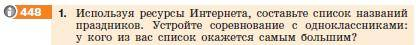 i 448 1. Используя ресурсы Интернета, составьте список названий
праздников. Устройте соревнование с одноклассниками:
у кого из вас список окажется самым большим?